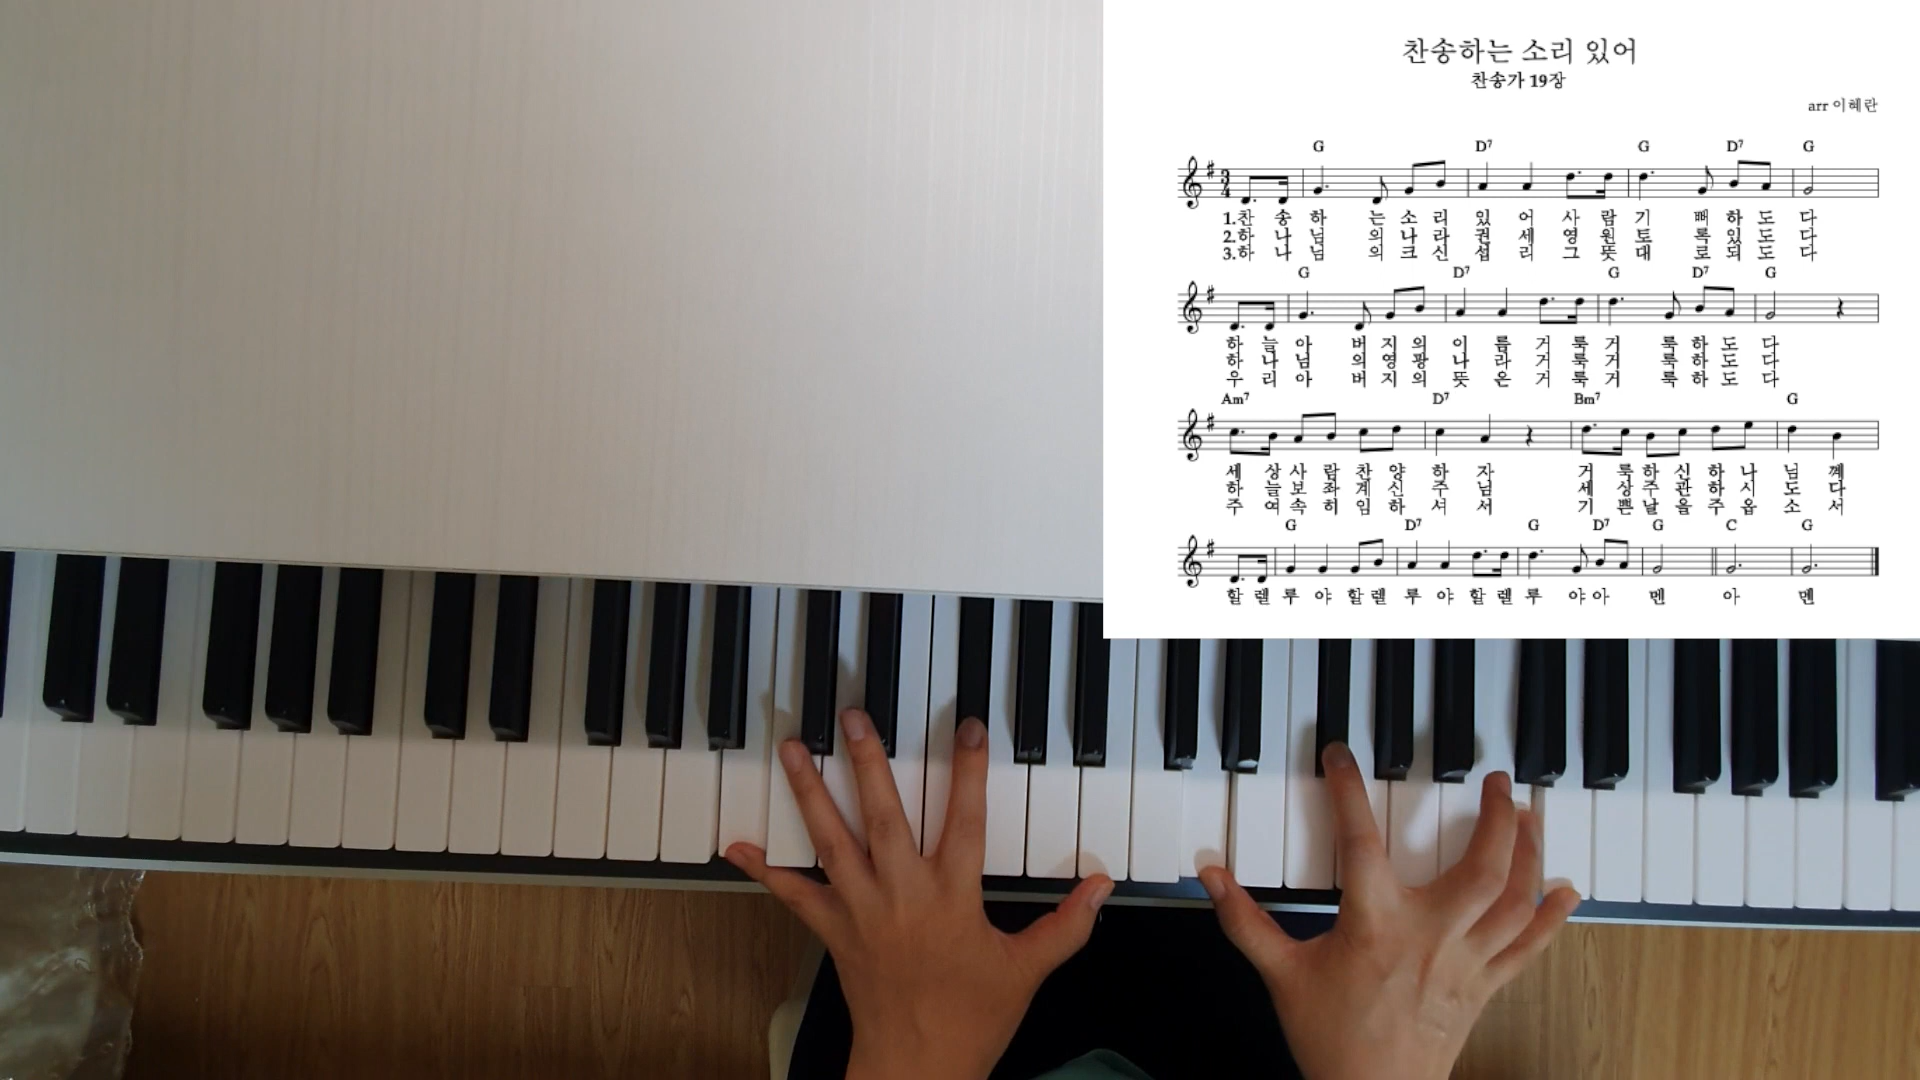 찬송하는 소리 있어
찬송가 19장
arr 이혜란
G D7 G D7 G
1.찬 송 하 는 소 리 있 어 사 람 기 뻐 하 도 다
2.하 나 님 의 나 라 권 세 영 원 토 록 있 도 다
3.하 나 님 의 크 신 섭 리 그 뜻 대 로 되 도 다
G D7 G D7 G
하 늘 아 버 지 의 이 름 거 룩 거 룩 하 도 다
하 나 님 의 영 광 나 라 거 룩 거 룩 하 도 다
우 리 아 버 지 의 뜻 은 거 룩 거 룩 하 도 다
Am7 D7 Bm7 G
세 상 사 람 찬 양 하 자 거 룩 하 신 하 나 님 께
하 늘 보 좌 계 신 주 님 세 상 주 관 하 시 도 다
주 여 속 히 임 하 셔 서 기 쁜 날 을 주 옵 소 서
G D7 G D7 G C G
할 렐 루 야 할 렐 루 야 할 렐 루 야 아 멘 아 멘